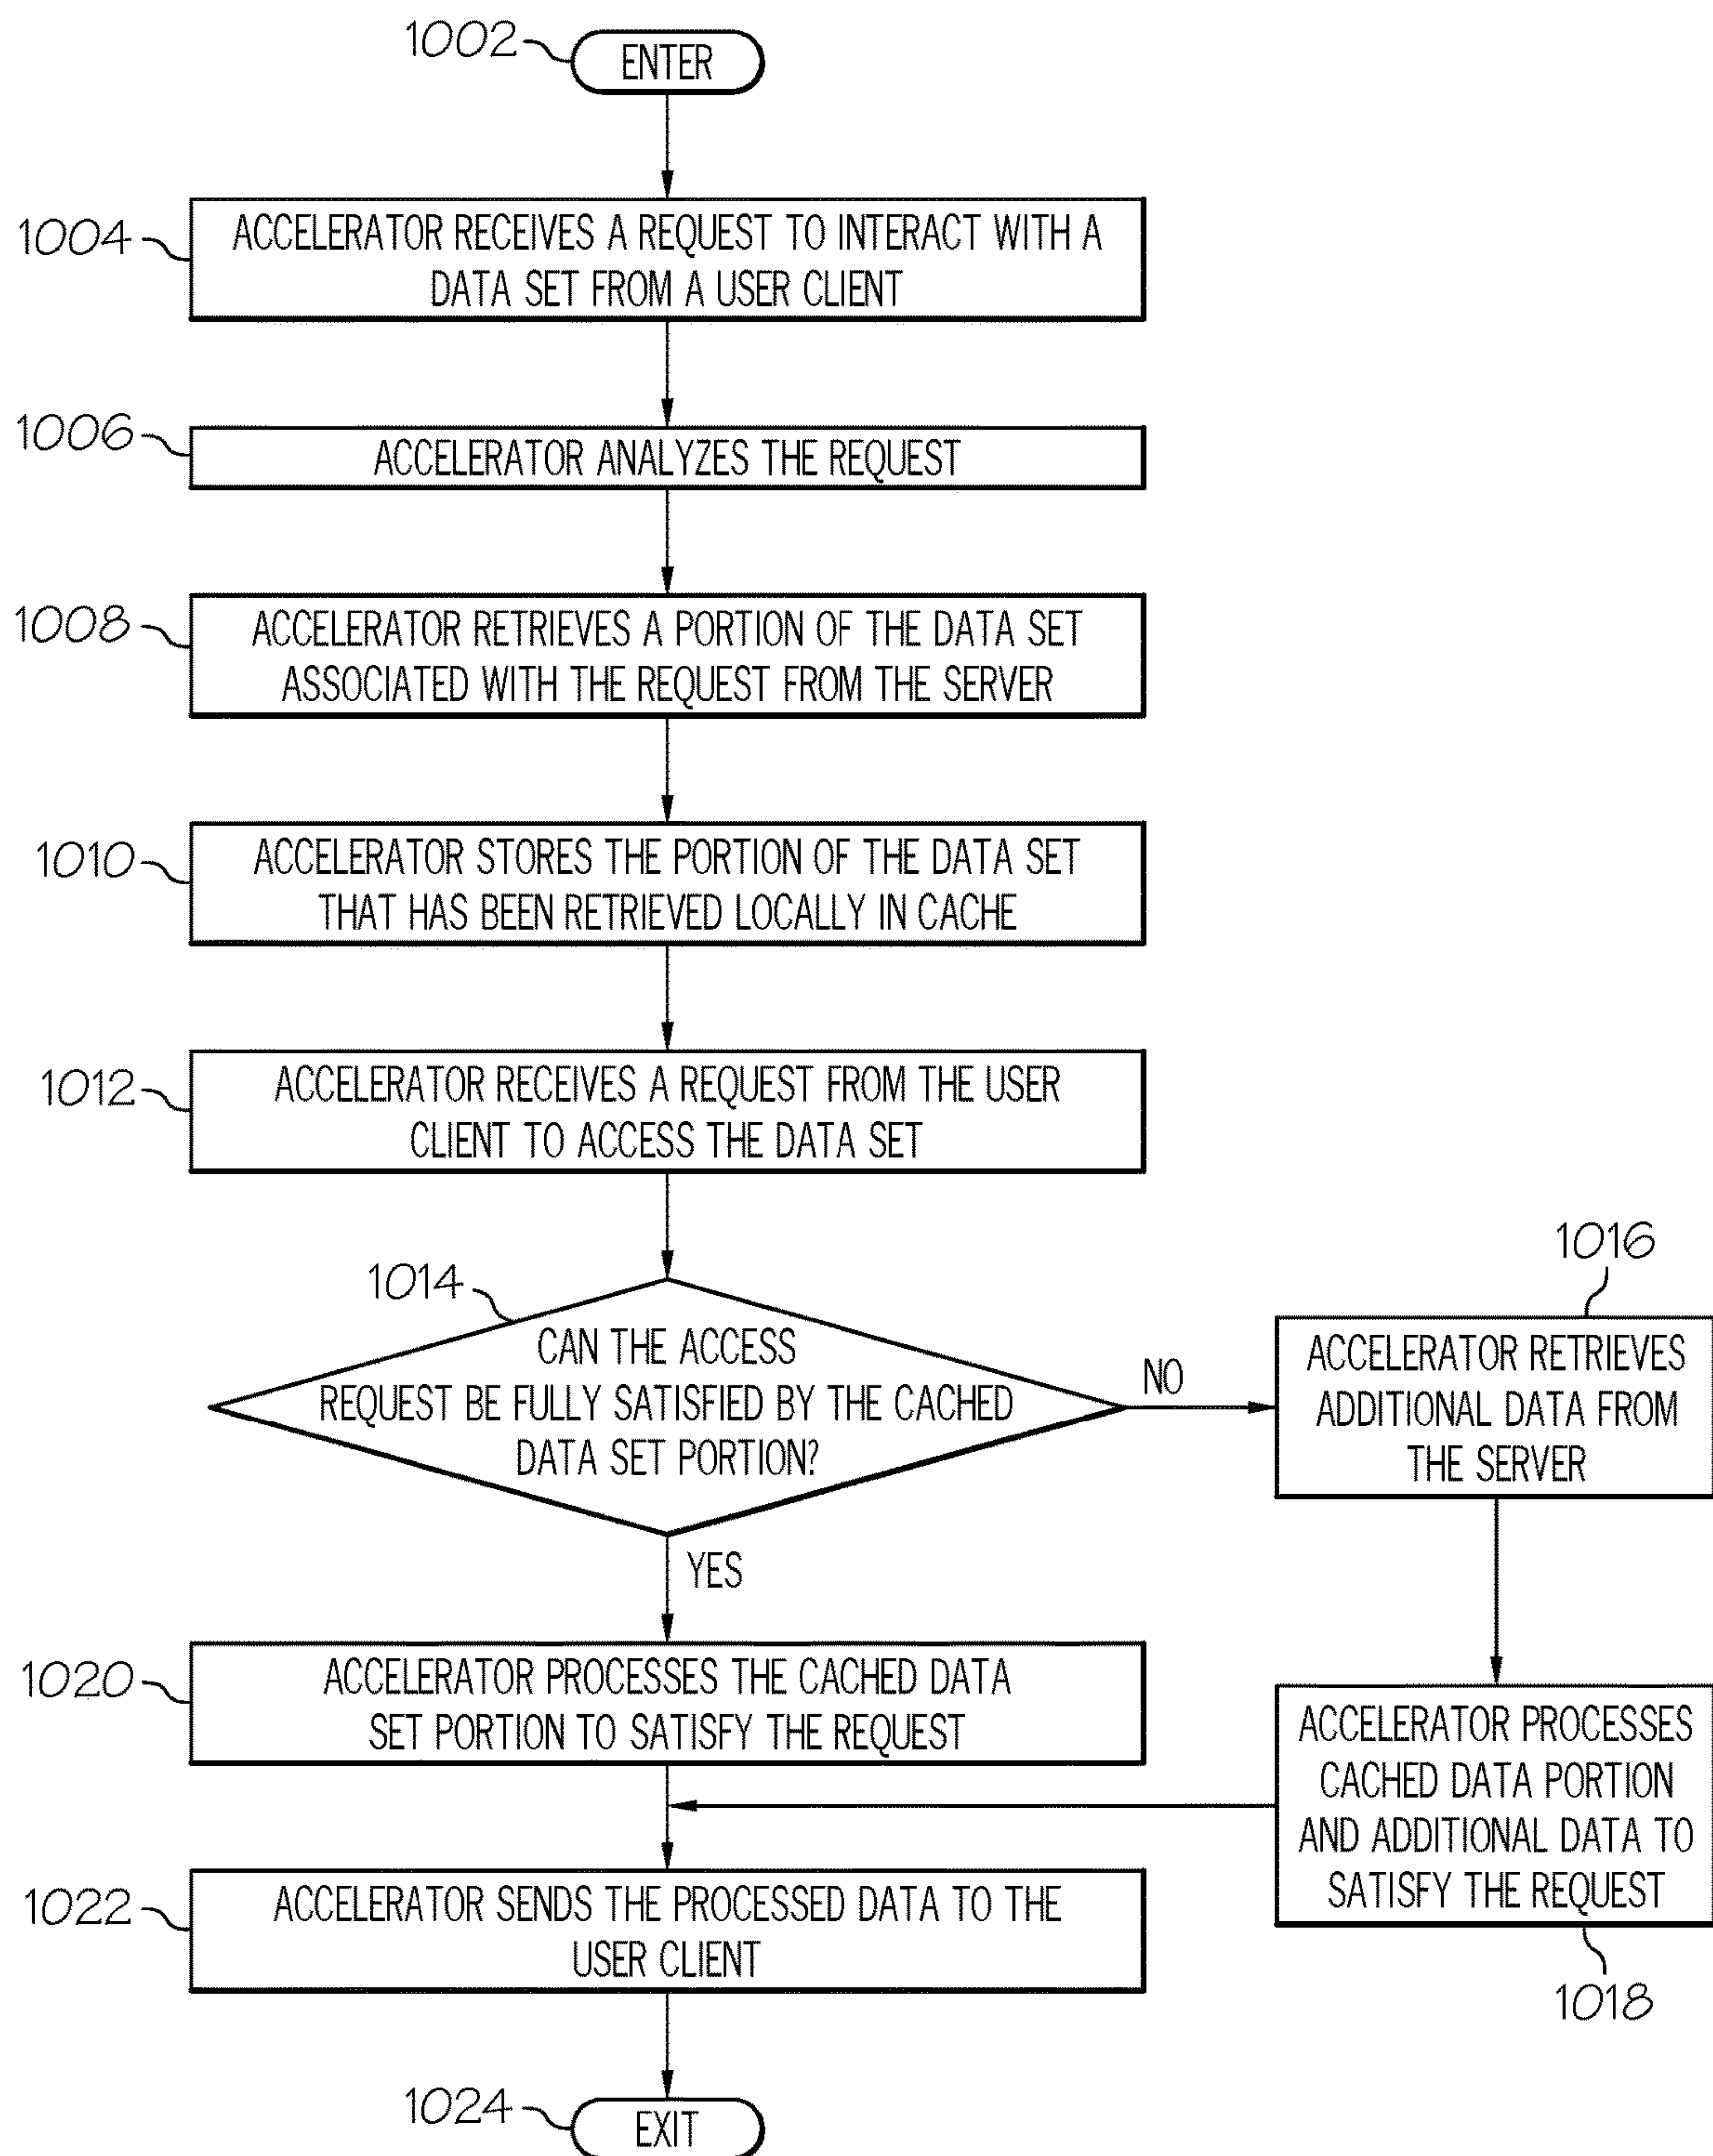 1002
ENTER
1004
ACCELERATOR RECEIVES A REQUEST TO INTERACT WITH A
DATA SET FROM A USER CLIENT
1006
ACCELERATOR ANALYZES THE REQUEST
1008
ACCELERATOR RETRIEVES A PORTION OF THE DATA SET
ASSOCIATED WITH THE REQUEST FROM THE SERVER
1010
ACCELERATOR STORES THE PORTION OF THE DATA SET
THAT HAS BEEN RETRIEVED LOCALLY IN CACHE
1012
ACCELERATOR RECEIVES A REQUEST FROM THE USER
CLIENT TO ACCESS THE DATA SET
1014
CAN THE ACCESS
REQUEST BE FULLY SATISFIED BY THE CACHED
DATA SET PORTION?
NO
1016
ACCELERATOR RETRIEVES
ADDITIONAL DATA FROM
THE SERVER
YES
1020
ACCELERATOR PROCESSES THE CACHED DATA
SET PORTION TO SATISFY THE REQUEST
ACCELERATOR PROCESSES
CACHED DATA PORTION
AND ADDITIONAL DATA TO
SATISFY THE REQUEST
1018
1022
ACCELERATOR SENDS THE PROCESSED DATA TO THE
USER CLIENT
1024
EXIT